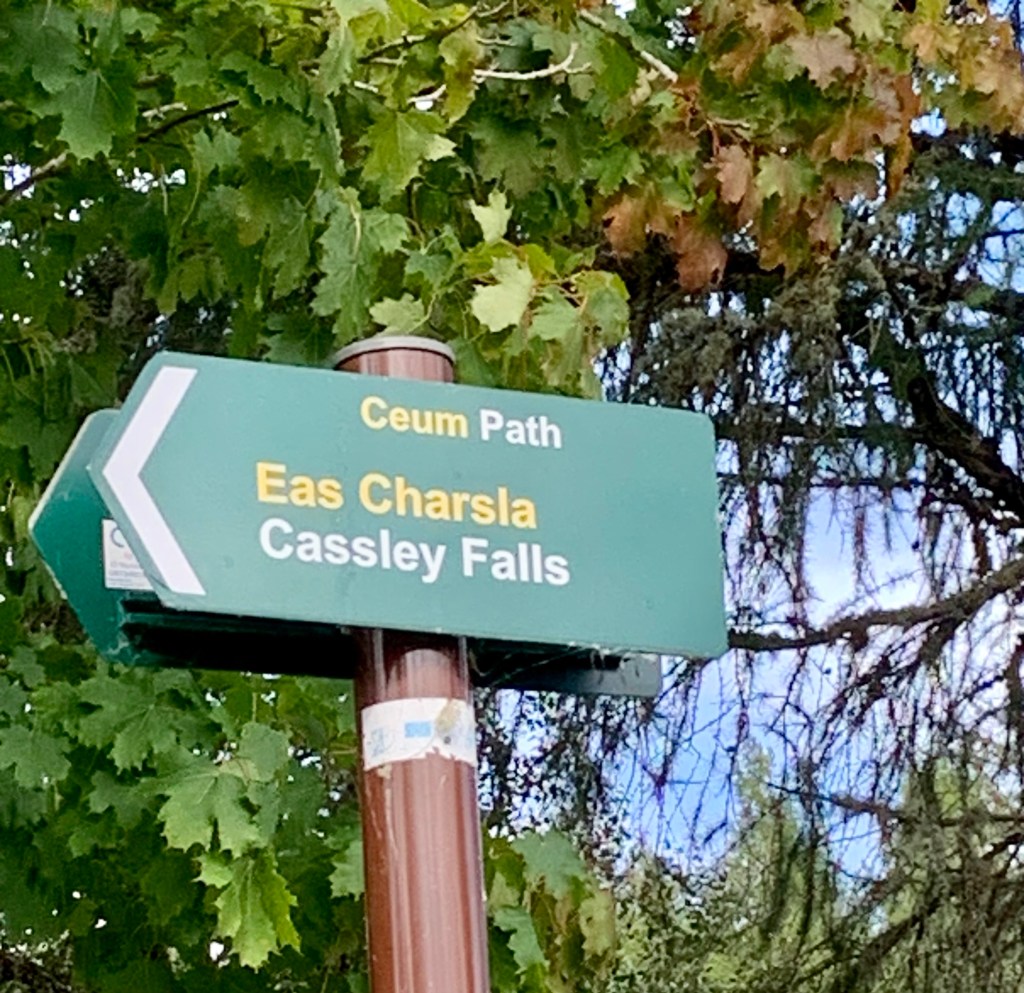 Ceum Path
Eas Charsla
Cassley Falls